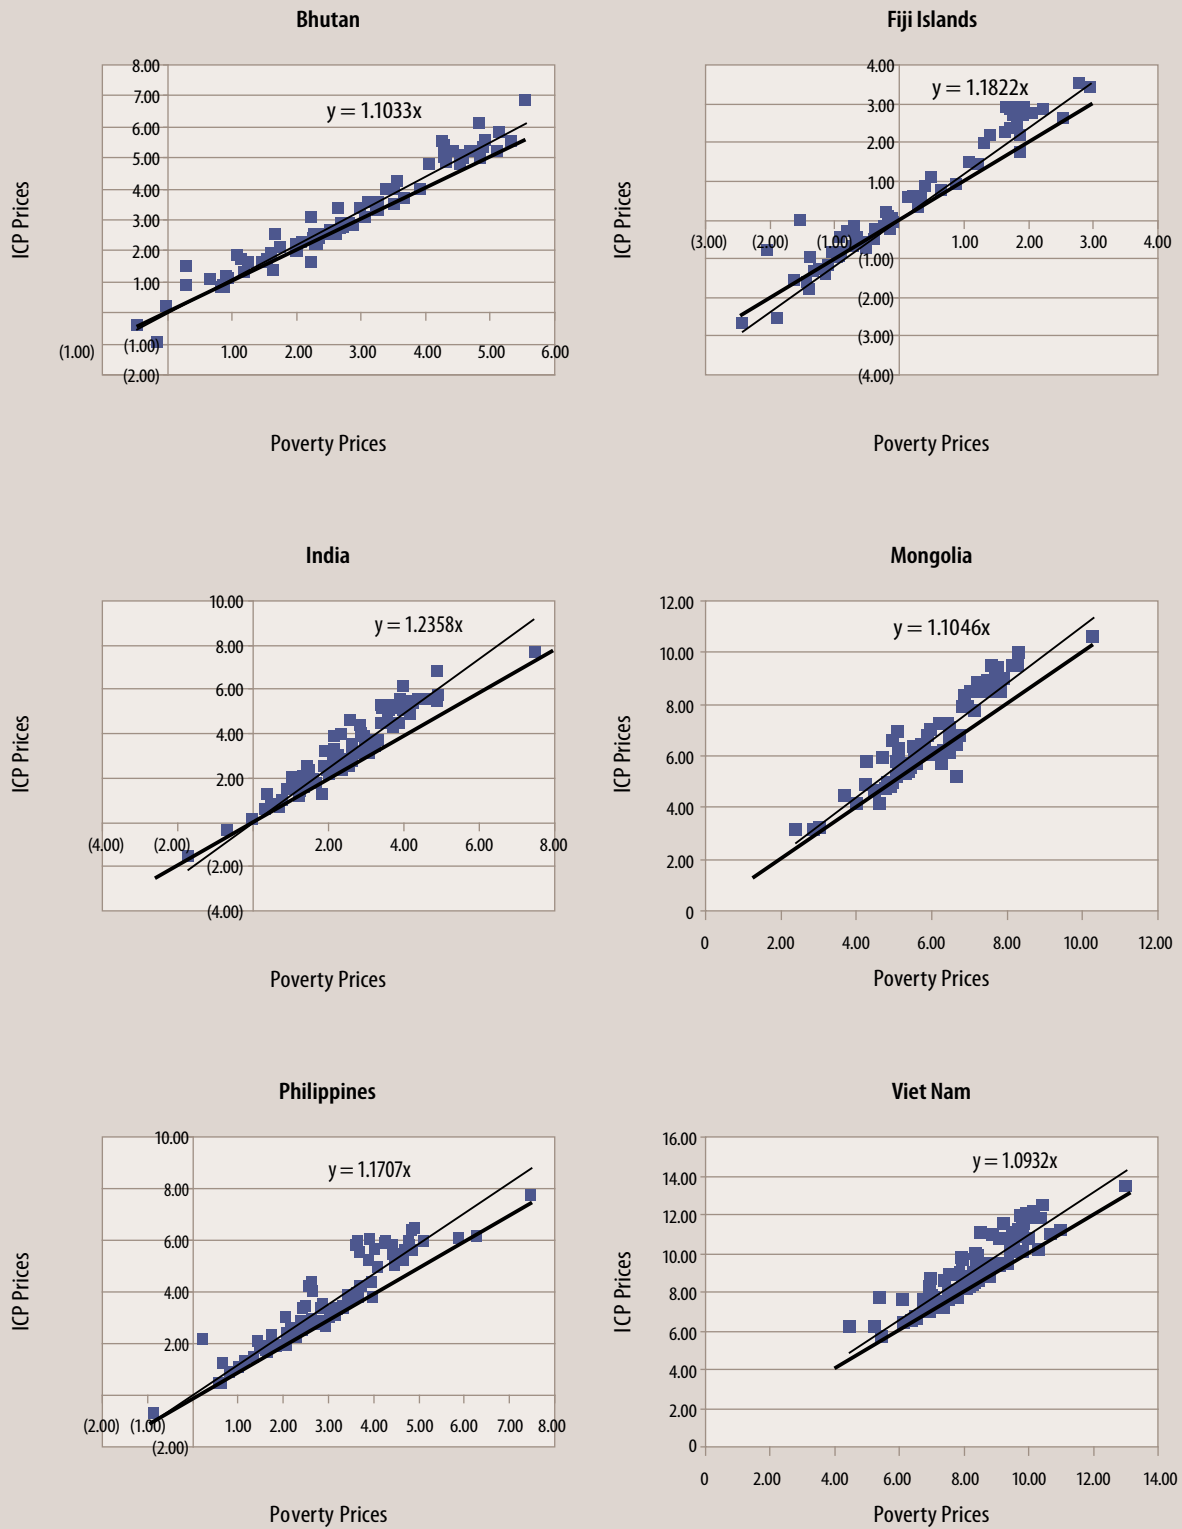 Bhutan
8.00
7.00
6.00
5.00
4.00
3.00
2.00
1.00
(1.00)
(2.00)
y = 1.1033x
(1.00) 1.00 2.00 3.00 4.00 5.00 6.00
ICP Prices
Poverty Prices
Fiji Islands
4.00
3.00
2.00
1.00
(1.00)
(2.00)
(3.00)
(4.00)
y = 1.1822x
(3.00) (2.00) (1.00) 1.00 2.00 3.00 4.00
ICP Prices
Poverty Prices
India
10.00
8.00
6.00
4.00
2.00
(2.00)
(4.00)
y = 1.2358x
(4.00) (2.00) 2.00 4.00 6.00 8.00
ICP Prices
Poverty Prices
Mongolia
12.00
10.00
8.00
6.00
4.00
2.00
0
y = 1.1046x
0 2.00 4.00 6.00 8.00 10.00 12.00
ICP Prices
Poverty Prices
Philippines
10.00
8.00
6.00
4.00
2.00
(2.00)
y = 1.1707x
(2.00) (1.00) 1.00 2.00 3.00 4.00 5.00 6.00 7.00 8.00
ICP Prices
Poverty Prices
Viet Nam
16.00
14.00
12.00
10.00
8.00
6.00
4.00
2.00
0
y = 1.0932x
0 2.00 4.00 6.00 8.00 10.00 12.00 14.00
ICP Prices
Poverty Prices